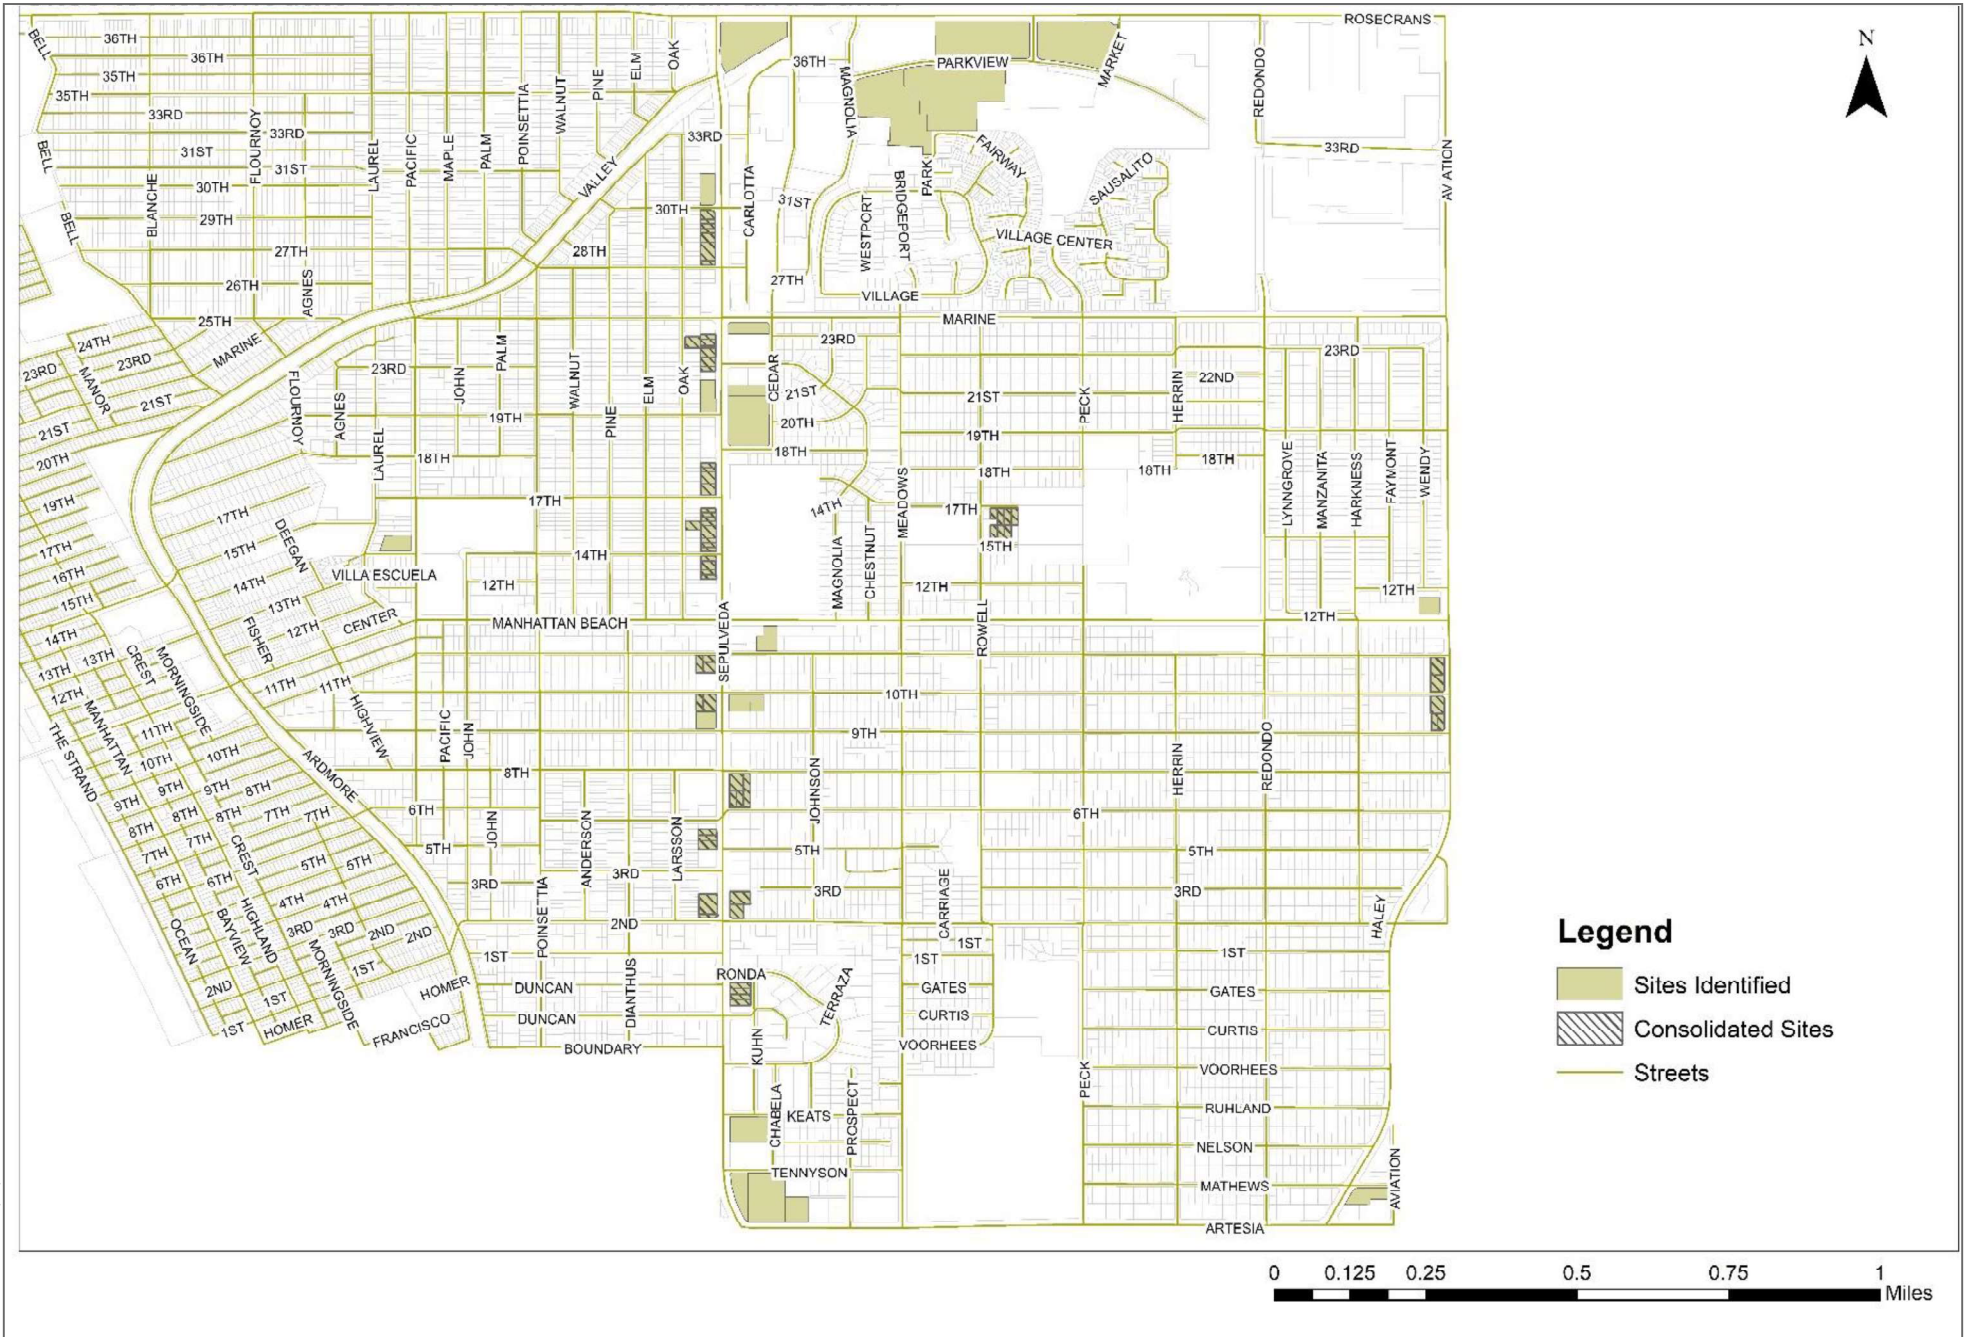 ROSECRANS
N
BELL
36TH
36TH
35TH
35TH
33RD
33RD
31ST
31ST
30TH
29TH
27TH
26TH
25TH
BELL
BELL
BLANCHE
FLOURNOY
AGNES
LAUREL
PACIFIC
MAPLE
PALM
POINSETTIA
WALNUT
PINE
ELM
OAK
VALLEY
28TH
30TH
33RD
CARLOTTA
36TH
MAGNOLIA
PARKVIEW
MARKET
REDONDO
33RD
AVIATION
FAIRWAY
SAUSALITO
PARK
BRIDGEPORT
WESTPORT
31ST
27TH
VILLAGE CENTER
VILLAGE
MARINE
24TH
23RD
23RD
MANOR
21ST
21ST
20TH
19TH
17TH
16TH
15TH
14TH
13TH
13TH
12TH
MARINE
FLOURNOY
AGNES
23RD
LAUREL
JOHN
PALM
19TH
18TH
17TH
WALNUT
PINE
ELM
OAK
CEDAR
23RD
21ST
20TH
18TH
21ST
19TH
18TH
PECK
HERRIN
22ND
23RD
18TH
18TH
LYNNGROVE
MANZANITA
HARKNESS
FAYMONT
WENDY
17TH
15TH
14TH
13TH
12TH
DEEGAN
FISHER
VILLA ESCUELA
CENTER
14TH
12TH
14TH
MAGNOLIA
CHESTNUT
MEADOWS
17TH
15TH
12TH
ROWELL
12TH
12TH
MANHATTAN BEACH
SEPULVEDA
CREST
MORNINGSIDE
11TH
11TH
HIGHVIEW
PACIFIC
JOHN
10TH
9TH
8TH
THE STRAND
MANHATTAN
11TH
10TH
10TH
9TH
9TH
9TH
8TH
8TH
8TH
8TH
7TH
7TH
7TH
7TH
6TH
6TH
5TH
5TH
4TH
4TH
3RD
3RD
2ND
2ND
2ND
1ST
1ST
1ST
CREST
HIGHLAND
BAYVIEW
OCEAN
MORNINGSIDE
HOMER
HOMER
FRANCISCO
ARDMORE
6TH
5TH
JOHN
3RD
POINSETTIA
ANDERSON
3RD
LARSSON
JOHNSON
5TH
3RD
6TH
HERRIN
REDONDO
5TH
3RD
HALEY
2ND
1ST
DUNCAN
DUNCAN
DIANTHUS
BOUNDARY
RONDA
TERRAZA
KUHN
CARRIAGE
1ST
1ST
GATES
CURTIS
VOORHEES
1ST
GATES
CURTIS
VOORHEES
RUHLAND
NELSON
MATHEWS
ARTESIA
PECK
AVIATION
CHABELA
KEATS
PROSPECT
TENNYSON
Legend
Sites Identified
Consolidated Sites
Streets
0 0.125 0.25 0.5 0.75 1
Miles